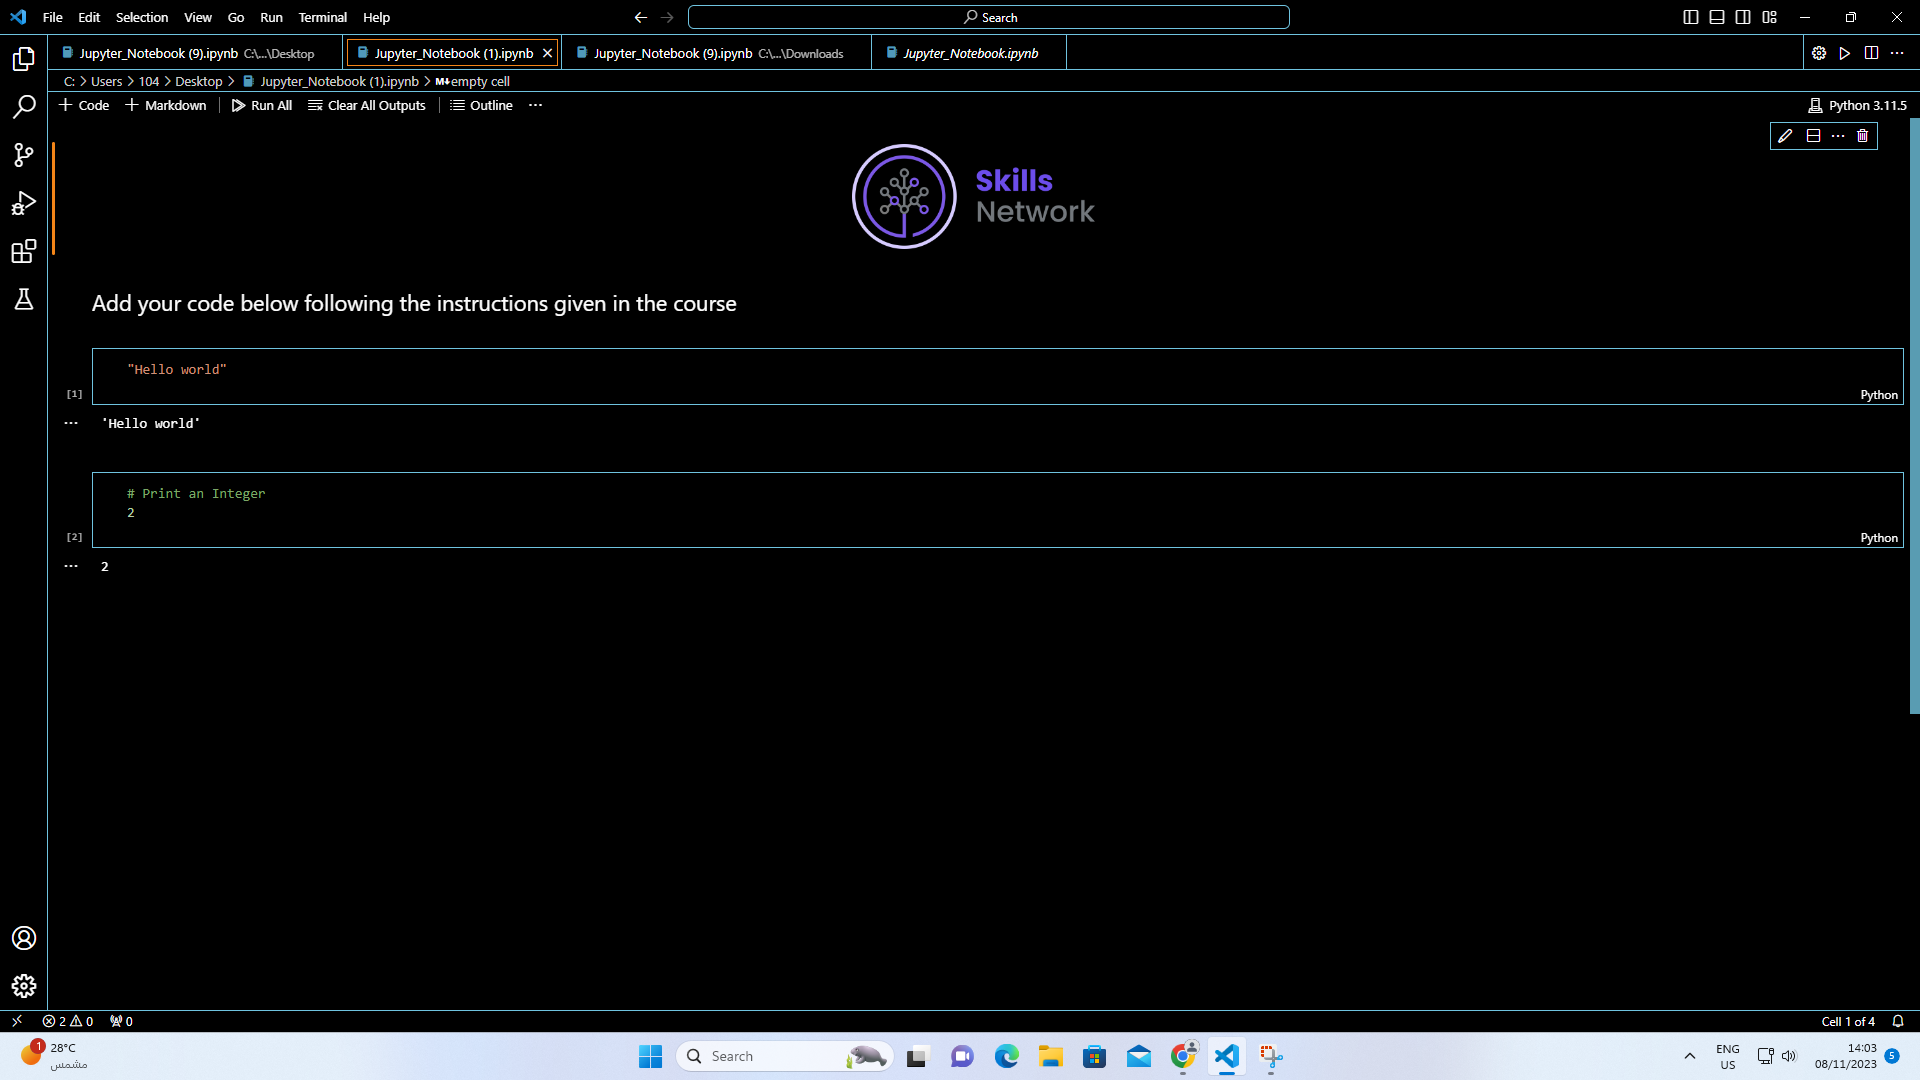 File Edit Selection View Go Run Terminal Help
Search
Jupyter_Notebook (9).ipynb C:\...\Desktop
Jupyter_Notebook (1).ipynb
Jupyter_Notebook (9).ipynb C:\...\Downloads
Jupyter_Notebook.ipynb
C: > Users > 104 > Desktop > Jupyter_Notebook (1).ipynb > M↓empty cell
+ Code + Markdown Run All Clear All Outputs Outline ...
Python 3.11.5
Skills
Network
Add your code below following the instructions given in the course
"Hello world"
[1]
Python
'Hello world'
# Print an Integer
2
[2]
Python
2
2 0 0
Cell 1 of 4
1
28°C
مشمس
Search
ENG
US
14:03
08/11/2023
5